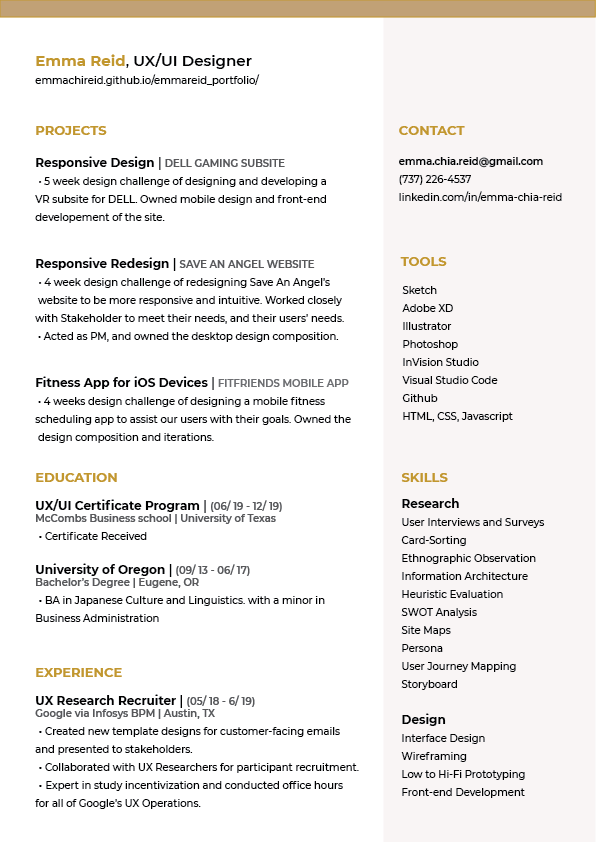 Emma Reid, UX/UI Designer
emmachireid.github.io/emmareid_portfolio/
PROJECTS
Responsive Design | DELL GAMING SUBSITE
• 5 week design challenge of designing and developing a
VR subsite for DELL. Owned mobile design and front-end
developement of the site.
Responsive Redesign | SAVE AN ANGEL WEBSITE
• 4 week design challenge of redesigning Save An Angel's
website to be more responsive and intuitive. Worked closely
with Stakeholder to meet their needs, and their users' needs.
• Acted as PM, and owned the desktop design composition.
Fitness App for iOS Devices | FITFRIENDS MOBILE APP
• 4 weeks design challenge of designing a mobile fitness
scheduling app to assist our users with their goals. Owned the
design composition and iterations.
EDUCATION
UX/UI Certificate Program | (06/19 - 12/19)
McCombs Business school | University of Texas
• Certificate Received
University of Oregon | (09/13 - 06/17)
Bachelor's Degree | Eugene, OR
• BA in Japanese Culture and Linguistics. with a minor in
Business Administration
EXPERIENCE
UX Research Recruiter | (05/18 - 6/19)
Google via Infosys BPM | Austin, TX
• Created new template designs for customer-facing emails
and presented to stakeholders.
• Collaborated with UX Researchers for participant recruitment.
• Expert in study incentivization and conducted office hours
for all of Google's UX Operations.
CONTACT
emma.chia.reid@gmail.com
(737) 226-4537
linkedin.com/in/emma-chia-reid
TOOLS
Sketch
Adobe XD
Illustrator
Photoshop
InVision Studio
Visual Studio Code
Github
HTML, CSS, Javascript
SKILLS
Research
User Interviews and Surveys
Card-Sorting
Ethnographic Observation
Information Architecture
Heuristic Evaluation
SWOT Analysis
Site Maps
Persona
User Journey Mapping
Storyboard
Design
Interface Design
Wireframing
Low to Hi-Fi Prototyping
Front-end Development